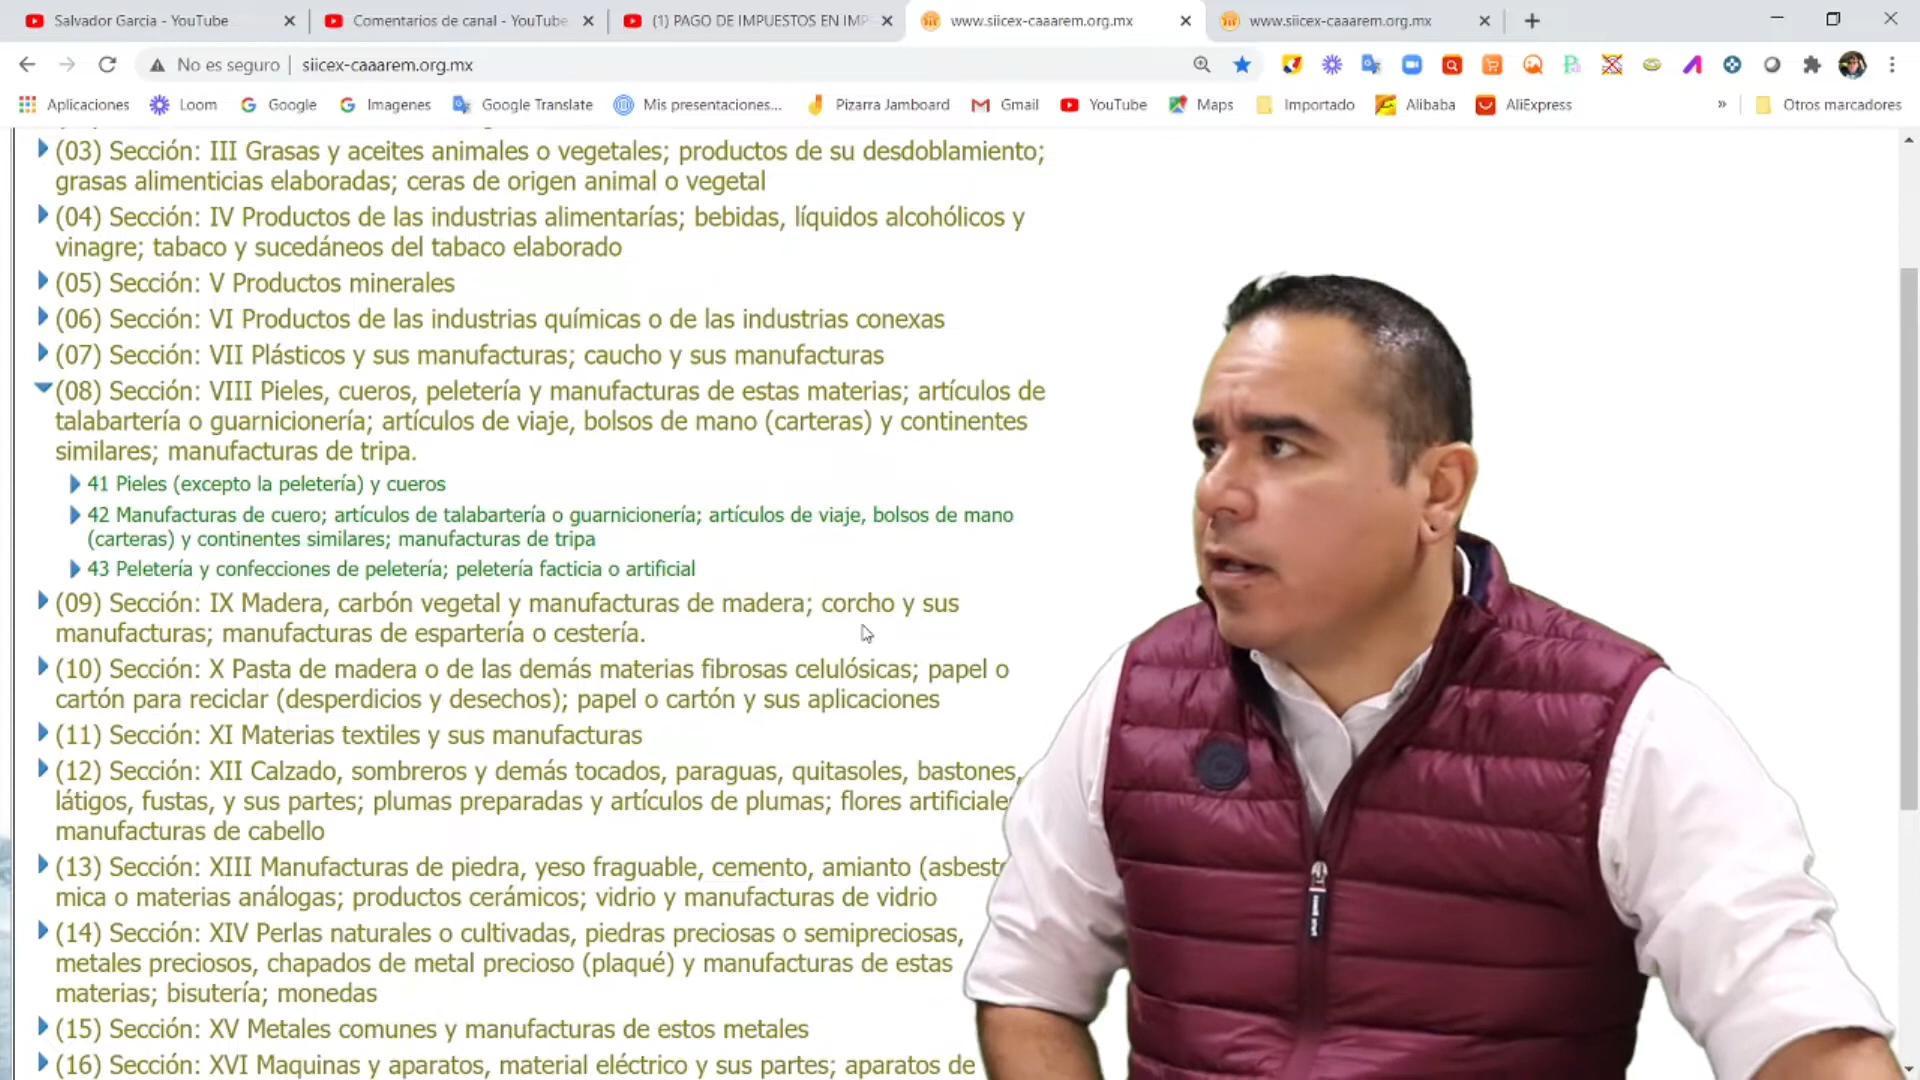 Salvador Garcia - YouTube
Comentarios de canal - YouTube
(1) PAGO DE IMPUESTOS EN IMP
www.siicex-caaarem.org.mx
www.siicex-caaarem.org.mx
No es seguro
siicex-caaarem.org.mx
Aplicaciones
Loom
Google
Imagenes
Google Translate
Mis presentaciones...
Pizarra Jamboard
Gmail
YouTube
Maps
Importado
Alibaba
AliExpress
»
Otros marcadores
(03) Sección: III Grasas y aceites animales o vegetales; productos de su desdoblamiento;
grasas alimenticias elaboradas; ceras de origen animal o vegetal
(04) Sección: IV Productos de las industrias alimentarías; bebidas, líquidos alcohólicos y
vinagre; tabaco y sucedáneos del tabaco elaborado
(05) Sección: V Productos minerales
(06) Sección: VI Productos de las industrias químicas o de las industrias conexas
(07) Sección: VII Plásticos y sus manufacturas; caucho y sus manufacturas
(08) Sección: VIII Pieles, cueros, peletería y manufacturas de estas materias; artículos de
talabartería o guarnicionería; artículos de viaje, bolsos de mano (carteras) y continentes
similares; manufacturas de tripa.
41 Pieles (excepto la peletería) y cueros
42 Manufacturas de cuero; artículos de talabartería o guarnicionería; artículos de viaje, bolsos de mano
(carteras) y continentes similares; manufacturas de tripa
43 Peletería y confecciones de peletería; peletería facticia o artificial
(09) Sección: IX Madera, carbón vegetal y manufacturas de madera; corcho y sus
manufacturas; manufacturas de espartería o cestería.
(10) Sección: X Pasta de madera o de las demás materias fibrosas celulósicas; papel o
cartón para reciclar (desperdicios y desechos); papel o cartón y sus aplicaciones
(11) Sección: XI Materias textiles y sus manufacturas
(12) Sección: XII Calzado, sombreros y demás tocados, paraguas, quitasoles, bastones,
látigos, fustas, y sus partes; plumas preparadas y artículos de plumas; flores artificiale
manufacturas de cabello
(13) Sección: XIII Manufacturas de piedra, yeso fraguable, cemento, amianto (asbesto
mica o materias análogas; productos cerámicos; vidrio y manufacturas de vidrio
(14) Sección: XIV Perlas naturales o cultivadas, piedras preciosas o semipreciosas,
metales preciosos, chapados de metal precioso (plaqué) y manufacturas de estas
materias; bisutería; monedas
(15) Sección: XV Metales comunes y manufacturas de estos metales
(16) Sección: XVI Maquinas y aparatos, material eléctrico y sus partes; aparatos de